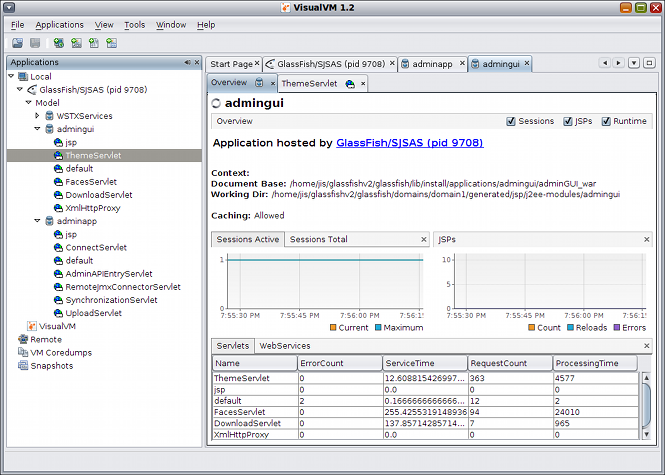 VisualVM 1.2
File Applications View Tools Window Help
Applications
Local
GlassFish/SJSAS (pid 9708)
Model
WSTXServices
admingui
jsp
ThemeServlet
default
FacesServlet
DownloadServlet
XmlHttpProxy
adminapp
jsp
ConnectServlet
default
AdminAPIEntryServlet
RemoteJmxConnectorServlet
SynchronizationServlet
UploadServlet
VisualVM
Remote
VM Coredumps
Snapshots
Start Page GlassFish/SJSAS (pid 9708) adminapp admingui
Overview ThemeServlet
admingui
Overview Sessions JSPs Runtime
Application hosted by GlassFish/SJSAS (pid 9708)
Context:
Document Base: /home/jis/glassfishv2/glassfish/lib/install/applications/admingui/adminGUI_war
Working Dir: /home/jis/glassfishv2/glassfish/domains/domain1/generated/jsp/j2ee-modules/admingui
Caching: Allowed
Sessions Active Sessions Total
1
0
7:55:30 PM 7:55:45 PM 7:56:00 PM 7:56:1
Current Maximum
JSPs
10
5
0
7:55:30 PM 7:55:45 PM 7:56:00 PM 7:56:15
Count Reloads Errors
Servlets WebServices
Name ErrorCount ServiceTime RequestCount ProcessingTime
ThemeServlet 0 12.608815426997... 363 4577
jsp 0 0.0 0 0
default 2 0.1666666666666... 12 2
FacesServlet 0 255.4255319148936 94 24010
DownloadServlet 0 137.85714285714... 7 965
XmlHttpProxy 0 0.0 0 0